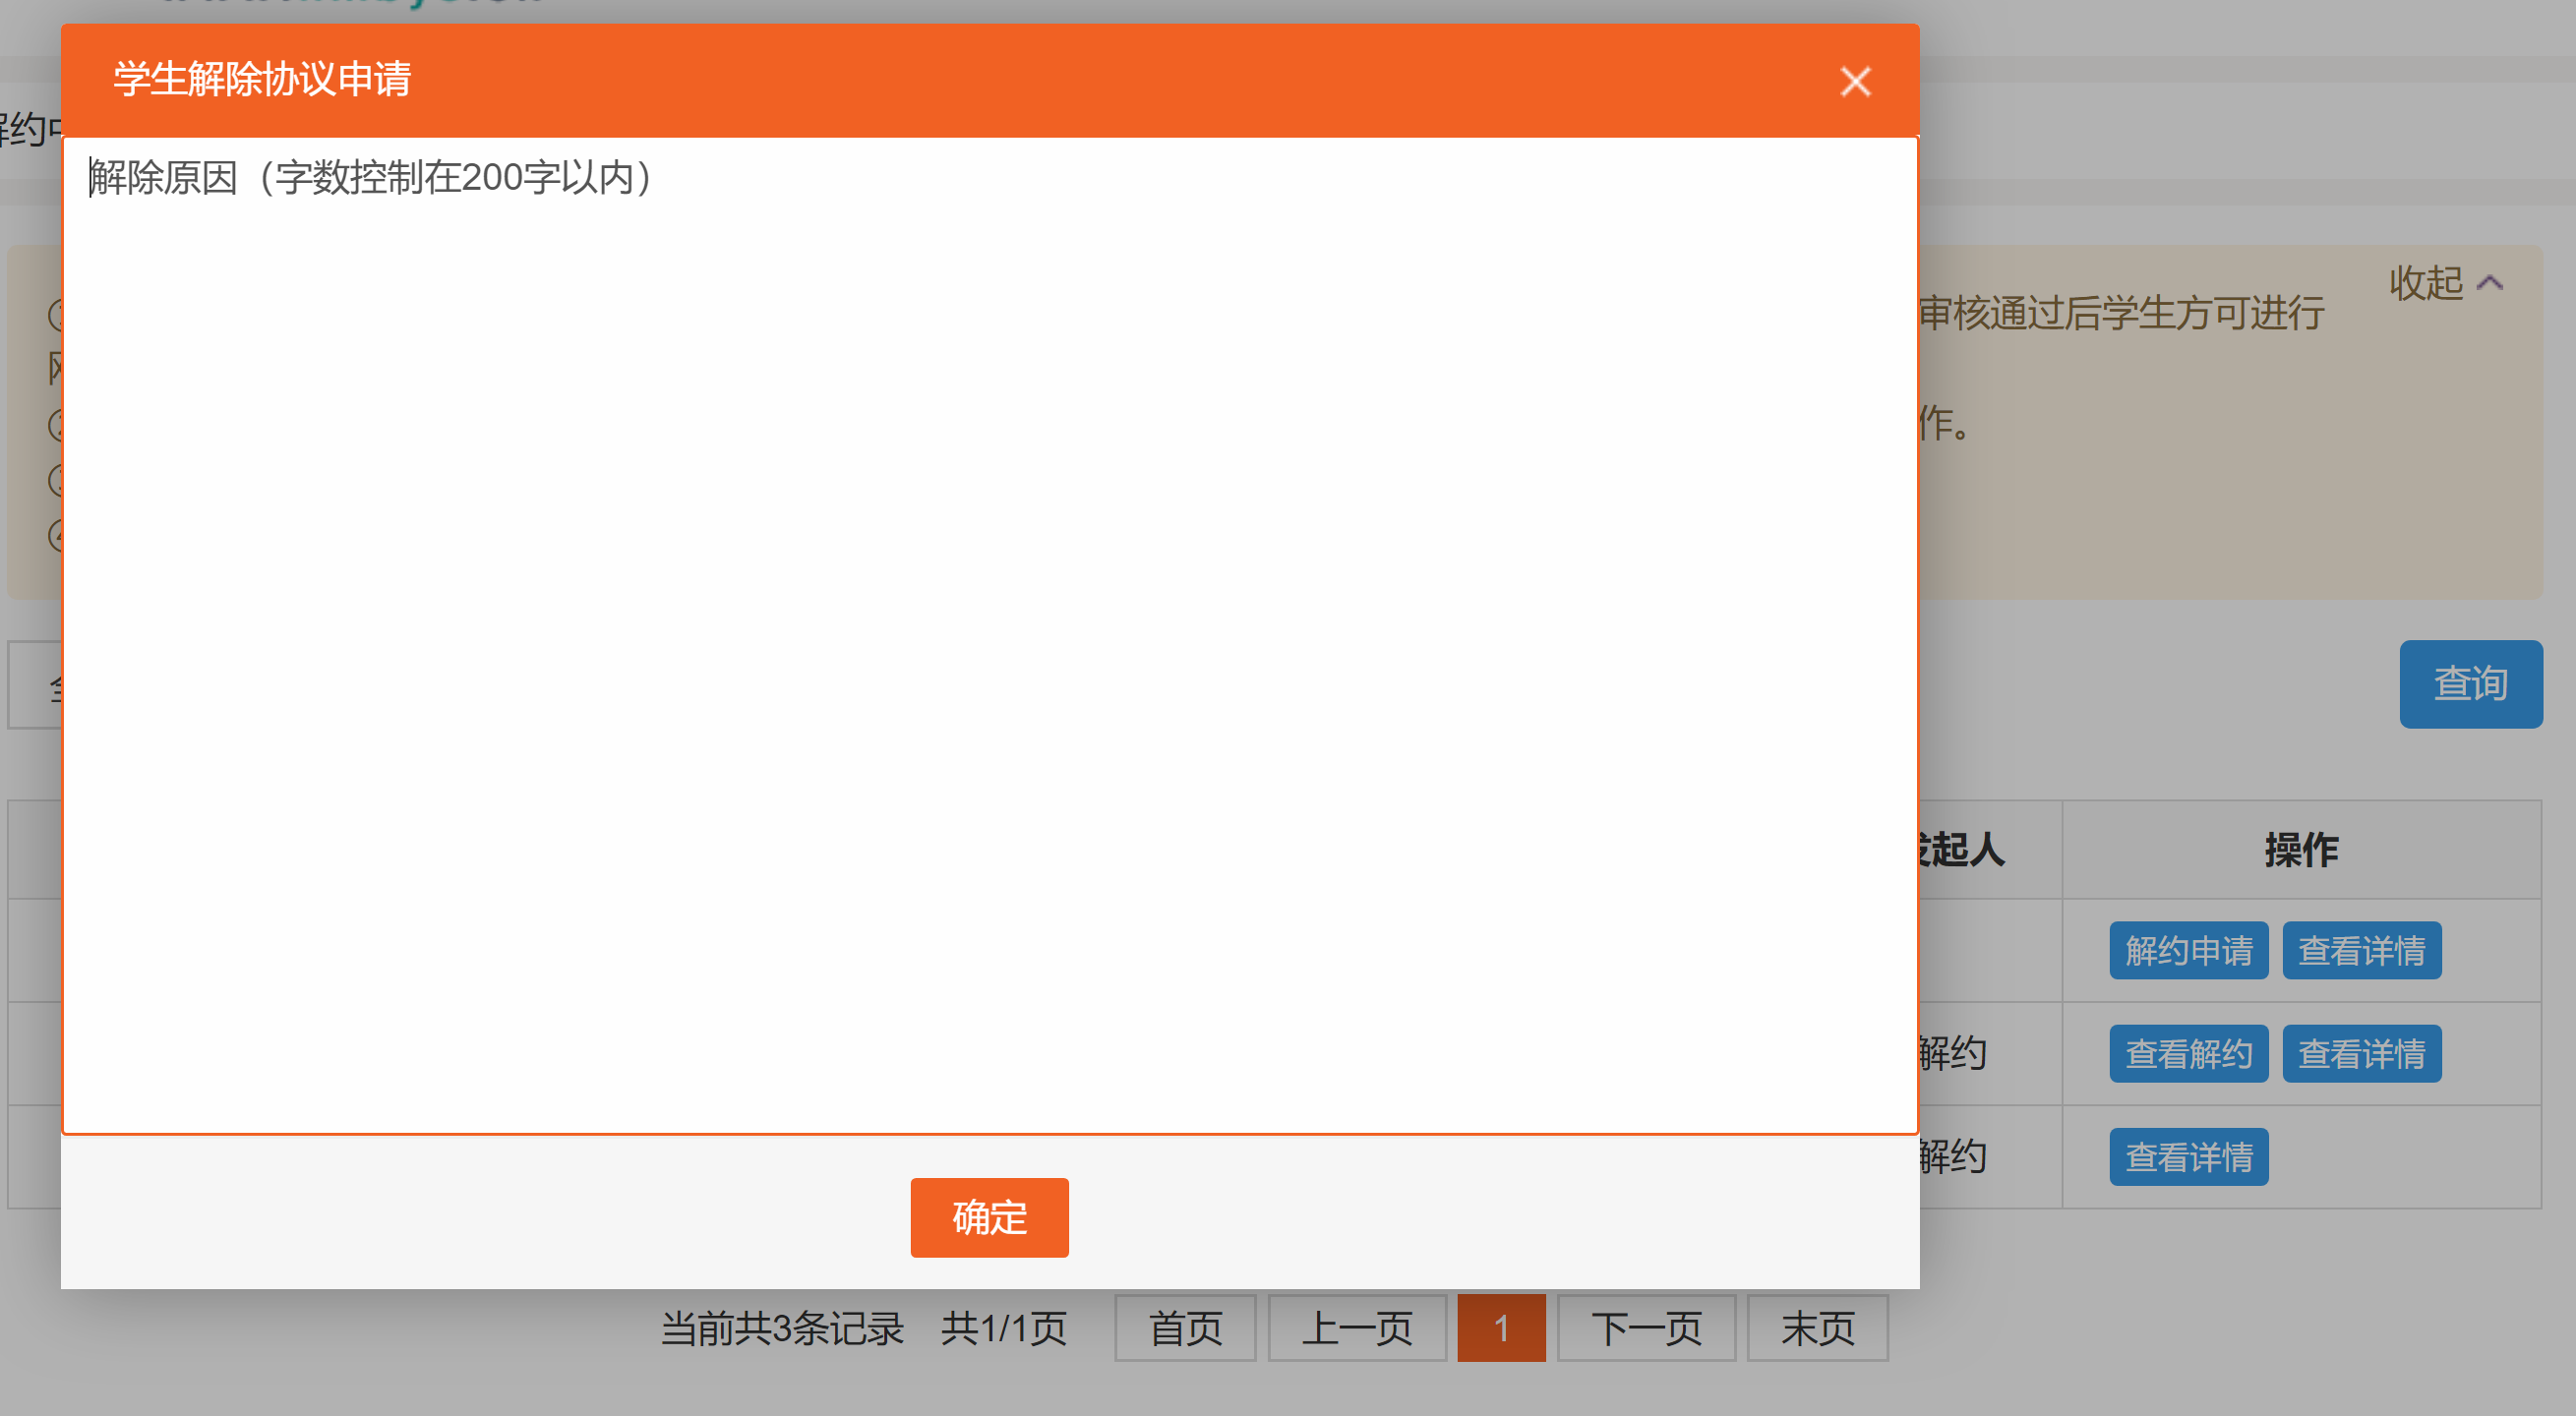 学生解除协议申请
解除原因（字数控制在200字以内）
收起
审核通过后学生方可进行
作。
查询
起人
操作
解约申请 查看详情
解约
查看解约 查看详情
解约
查看详情
确定
当前共3条记录 共1/1页 首页 上一页 1 下一页 末页